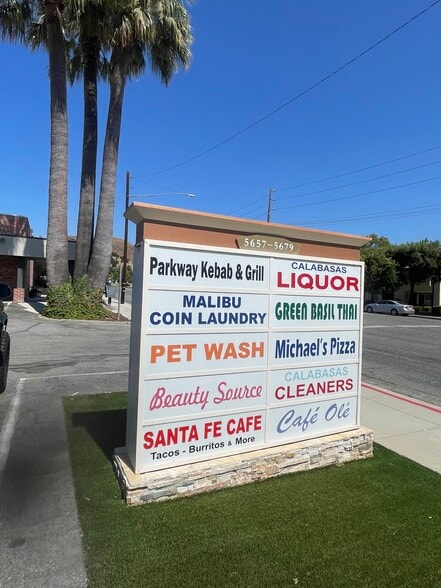 5657-5679
Parkway Kebab & Grill
CALABASAS
LIQUOR
MALIBU
COIN LAUNDRY
GREEN BASIL THAI
PET WASH
Michael's Pizza
Beauty Source
CALABASAS
CLEANERS
SANTA FE CAFE
Tacos - Burritos & More
Café Olé